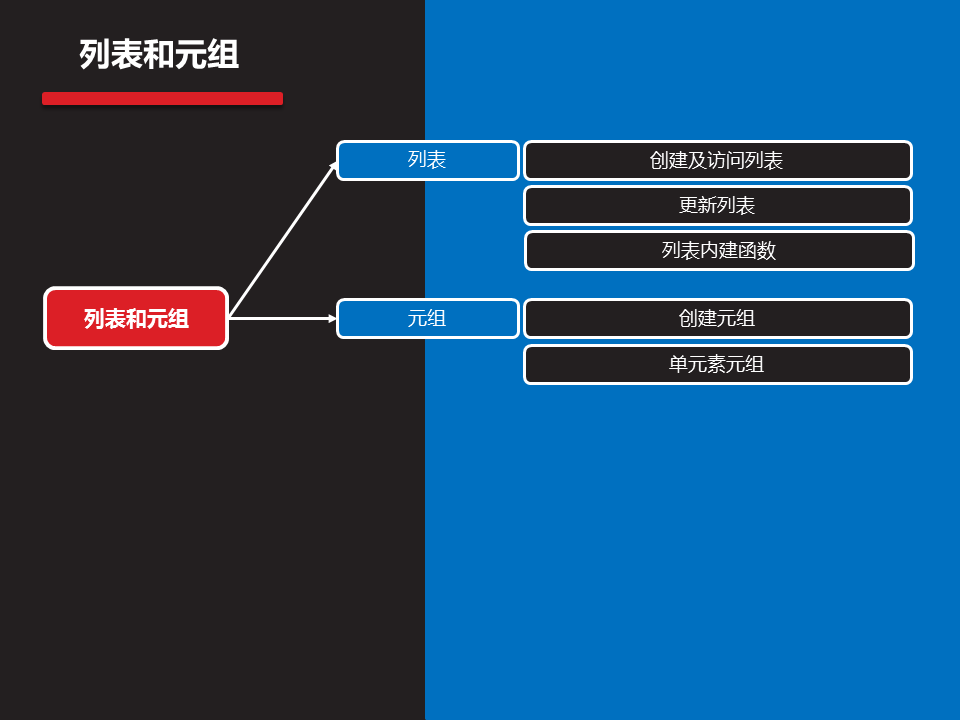 列表和元组
列表
创建及访问列表
更新列表
列表内建函数
列表和元组
元组
创建元组
单元素元组